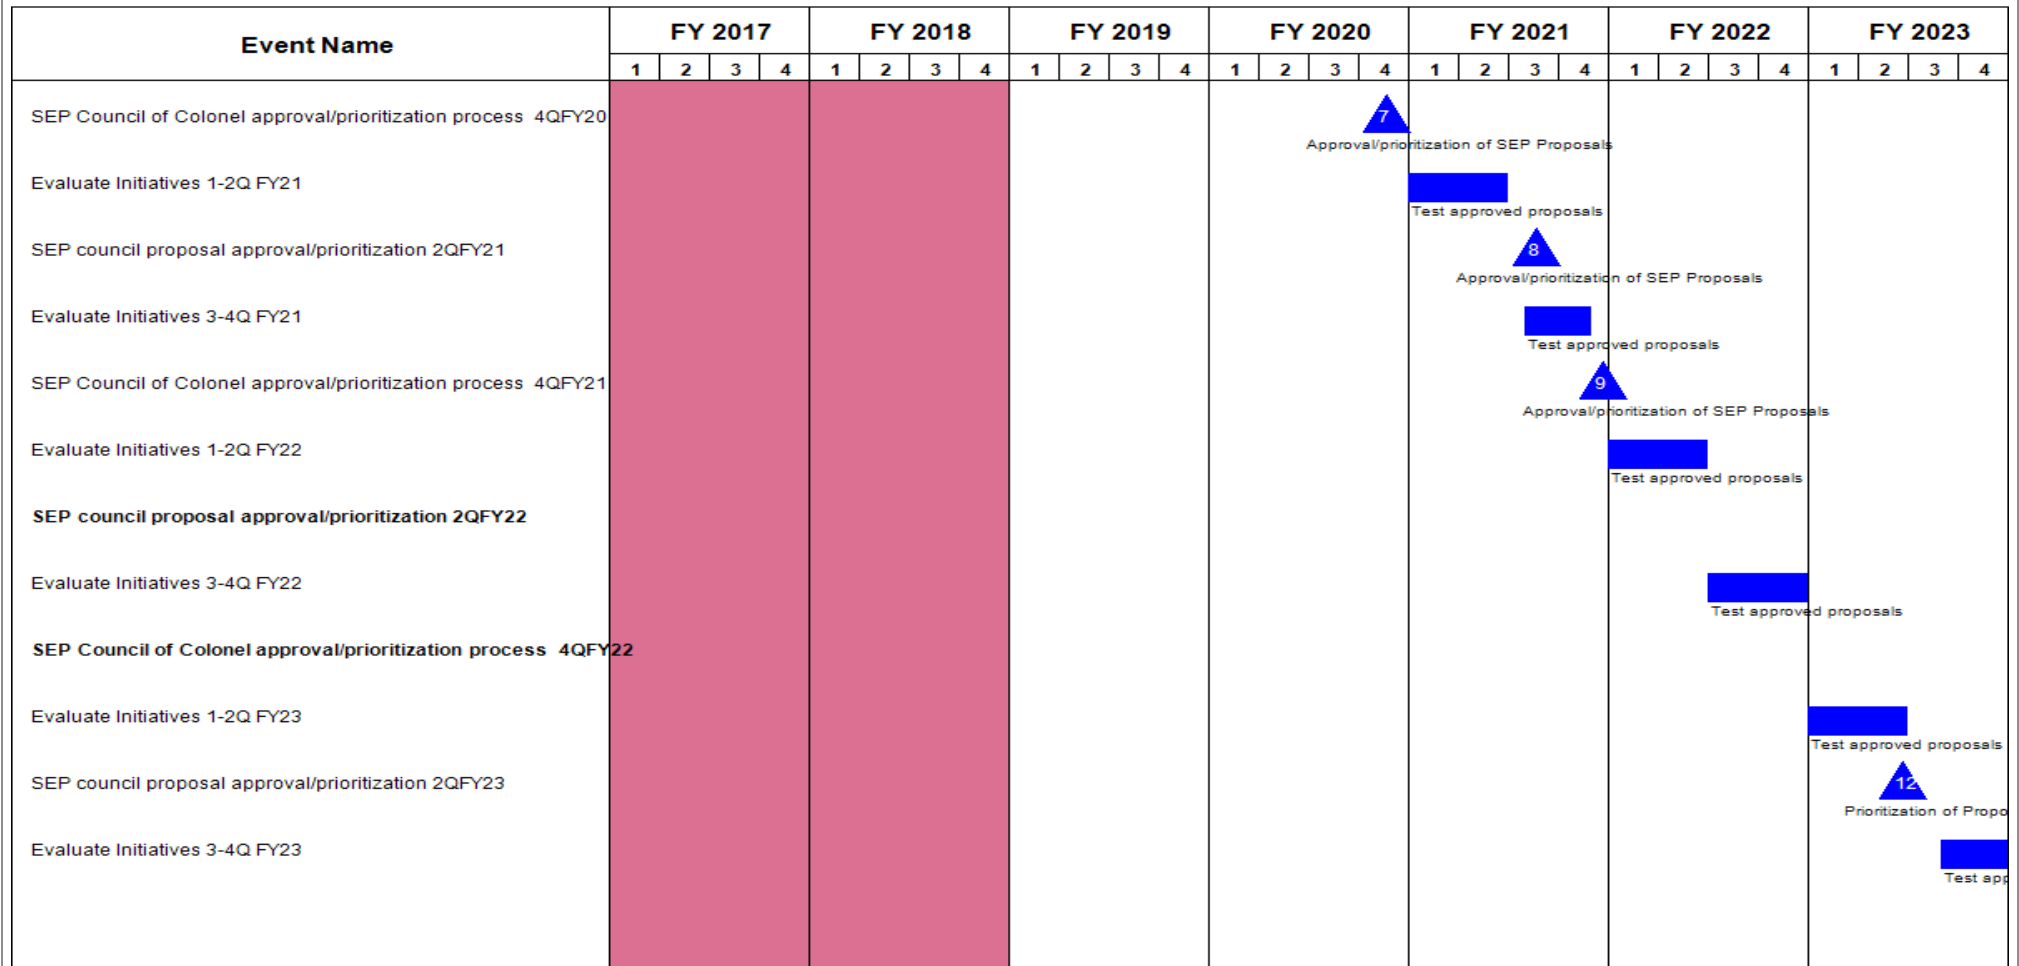 Event Name FY 2017 FY 2018 FY 2019 FY 2020 FY 2021 FY 2022 FY 2023
1 2 3 4 1 2 3 4 1 2 3 4 1 2 3 4 1 2 3 4 1 2 3 4 1 2 3 4
SEP Council of Colonel approval/prioritization process 4QFY20 7
Approval/prioritization of SEP Proposals
Evaluate Initiatives 1-2Q FY21
Test approved proposals
SEP council proposal approval/prioritization 2QFY21 8
Approval/prioritization of SEP Proposals
Evaluate Initiatives 3-4Q FY21
Test approved proposals
SEP Council of Colonel approval/prioritization process 4QFY21 9
Approval/prioritization of SEP Proposals
Evaluate Initiatives 1-2Q FY22
Test approved proposals
SEP council proposal approval/prioritization 2QFY22
Evaluate Initiatives 3-4Q FY22
Test approved proposals
SEP Council of Colonel approval/prioritization process 4QFY22
Evaluate Initiatives 1-2Q FY23
Test approved proposals
SEP council proposal approval/prioritization 2QFY23 12
Prioritization of Propo
Evaluate Initiatives 3-4Q FY23
Test app